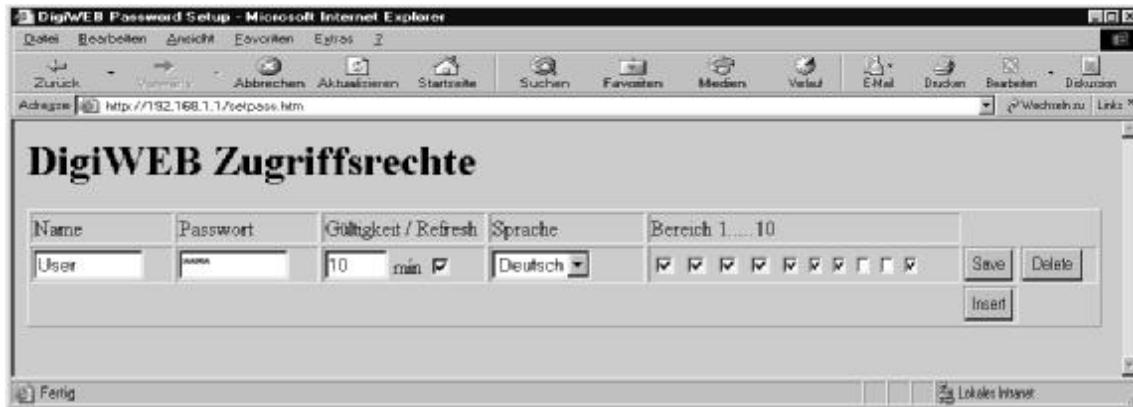 DigiWEB Password Setup - Microsoft Internet Explorer
Datei Bearbeiten Ansicht Favoriten Extras ?
Zurück Vorwärts Abbrechen Aktualisieren Startseite Suchen Favoriten Medien Verlauf E-Mail Drucken Bearbeiten Diskussion
Adresse http://192.168.1.1/setpass.htm Wechseln zu Links »
DigiWEB Zugriffsrechte
Name Passwort Gültigkeit / Refresh Sprache Bereich 1.....10
User **** 10 min Deutsch Save Delete
Insert
Fertig Lokales Intranet